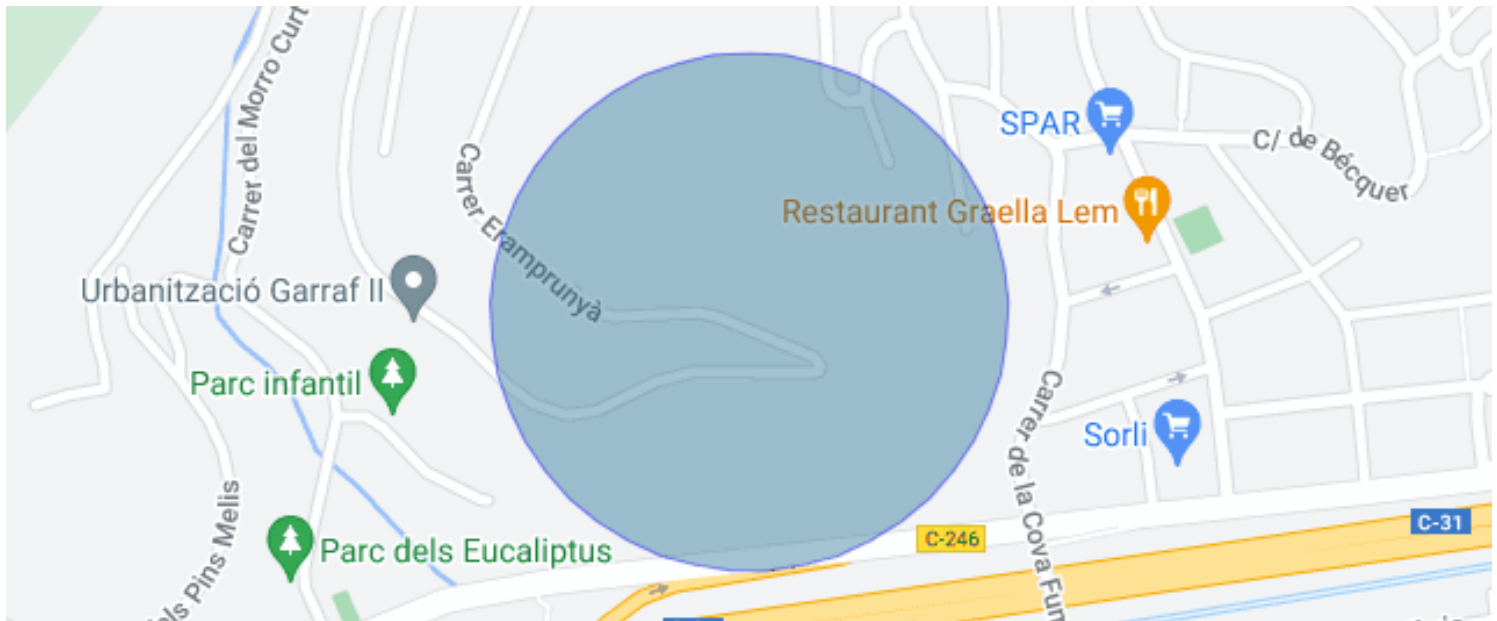 Carrer del Morro Curt
SPAR
C/ de Bécquer
Carrer Eramprunyà
Restaurant Graella Lem
Urbanització Garraf II
Parc infantil
Carrer de la Cova Fum
Sorli
els Pins Melis
C-31
C-246
Parc dels Eucaliptus